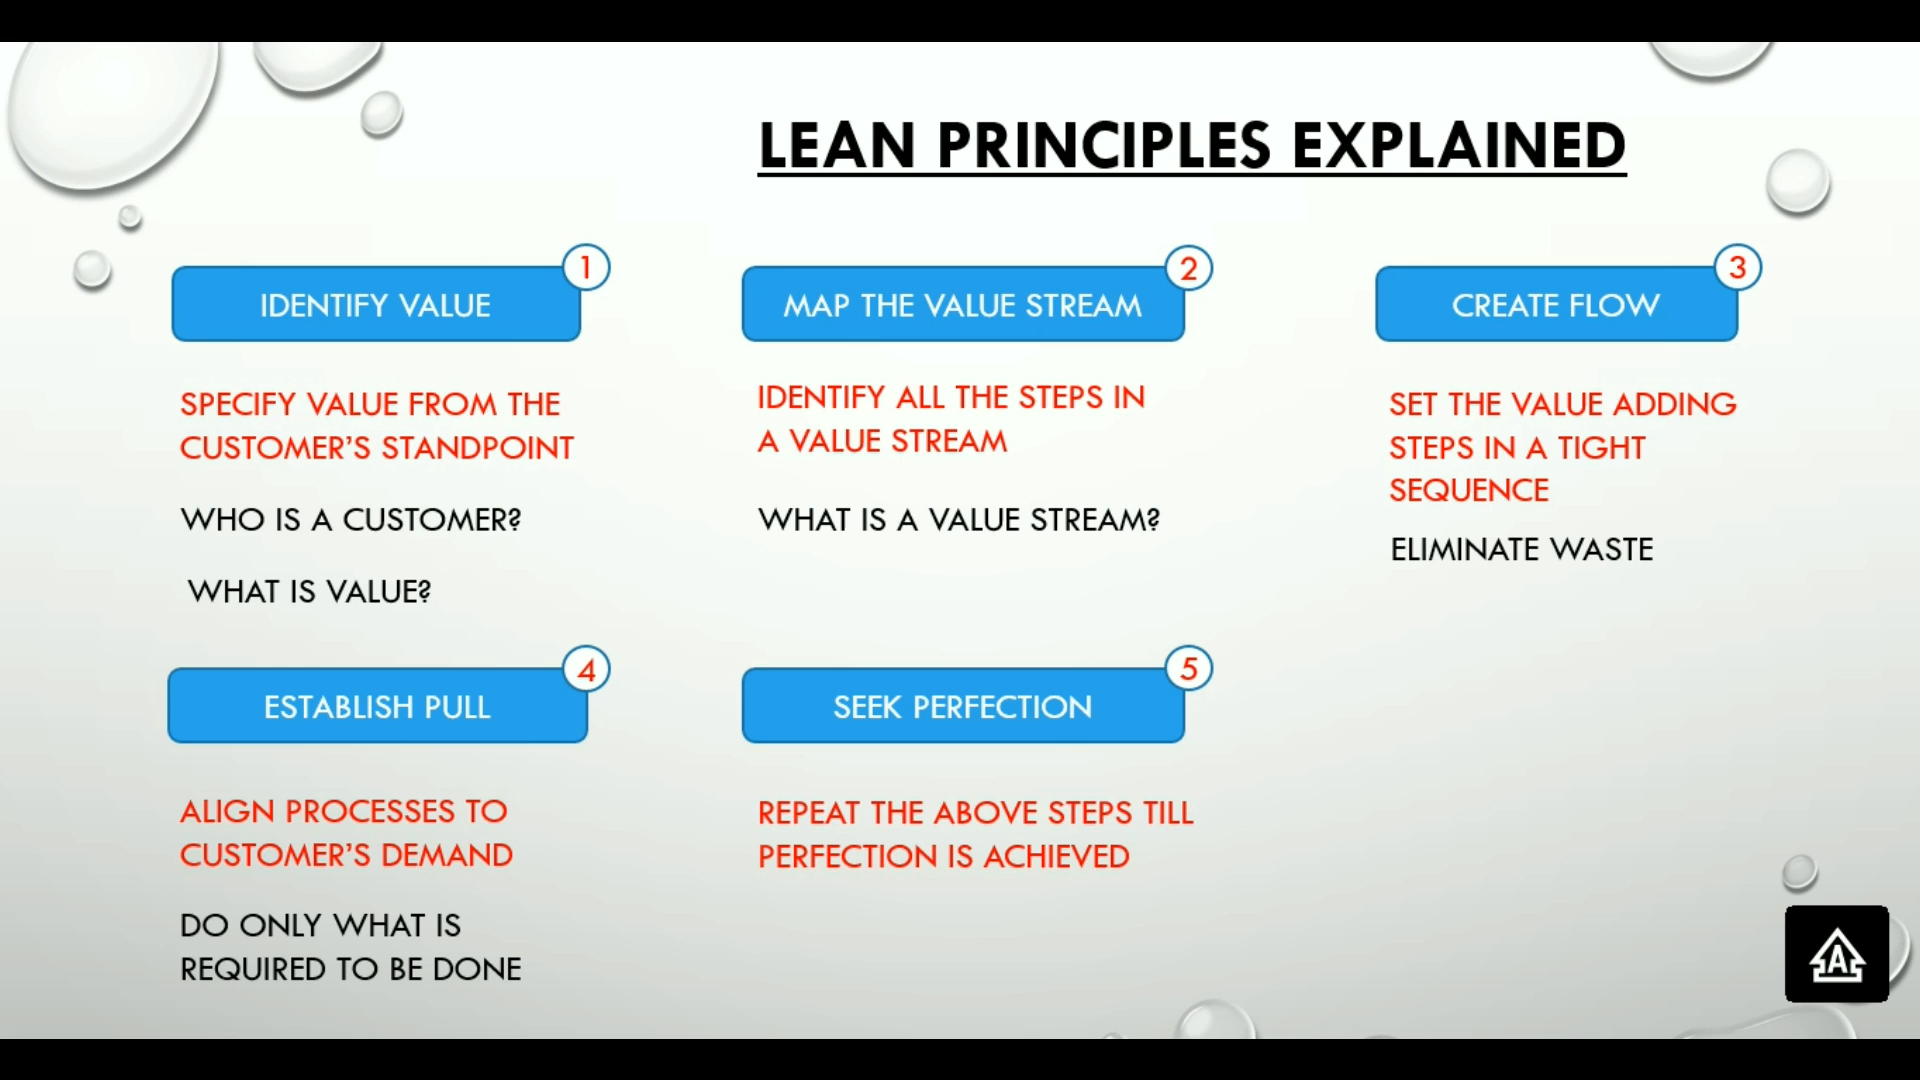 LEAN PRINCIPLES EXPLAINED
1
IDENTIFY VALUE
SPECIFY VALUE FROM THE
CUSTOMER'S STANDPOINT
WHO IS A CUSTOMER?
WHAT IS VALUE?
2
MAP THE VALUE STREAM
IDENTIFY ALL THE STEPS IN
A VALUE STREAM
WHAT IS A VALUE STREAM?
3
CREATE FLOW
SET THE VALUE ADDING
STEPS IN A TIGHT
SEQUENCE
ELIMINATE WASTE
4
ESTABLISH PULL
ALIGN PROCESSES TO
CUSTOMER'S DEMAND
DO ONLY WHAT IS
REQUIRED TO BE DONE
5
SEEK PERFECTION
REPEAT THE ABOVE STEPS TILL
PERFECTION IS ACHIEVED
A